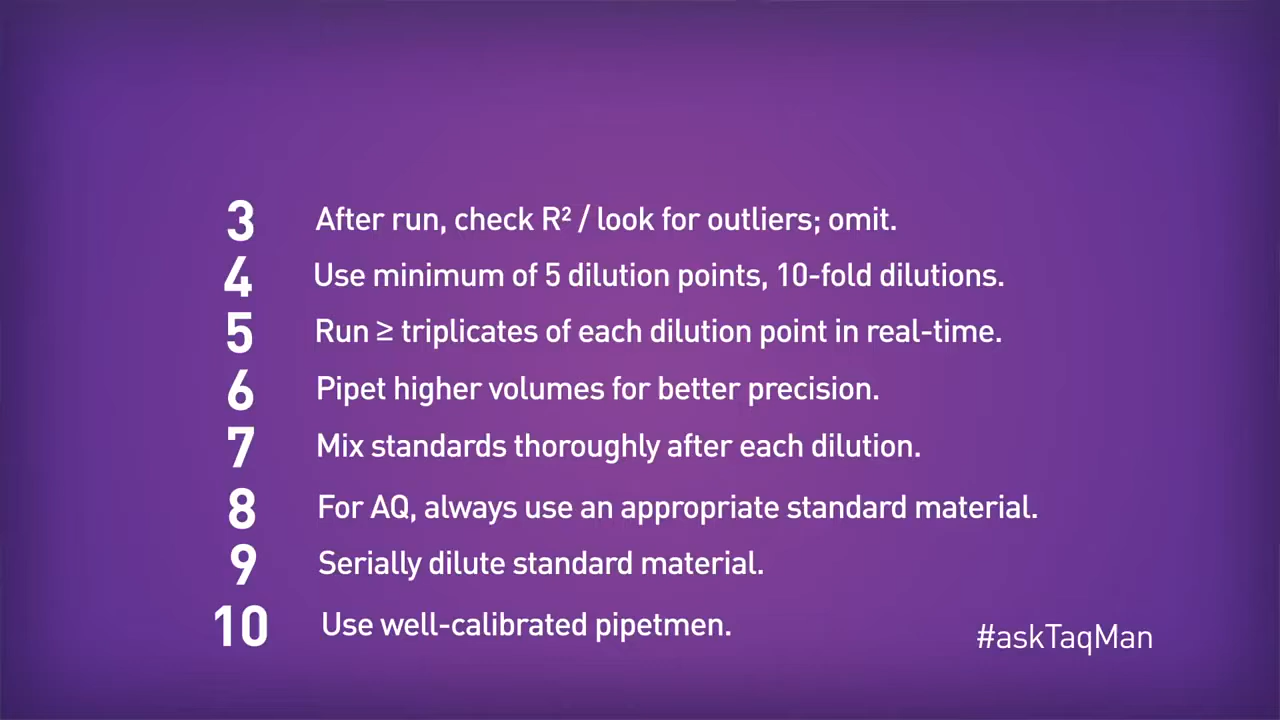 3 After run, check R² / look for outliers; omit.
4 Use minimum of 5 dilution points, 10-fold dilutions.
5 Run ≥ triplicates of each dilution point in real-time.
6 Pipet higher volumes for better precision.
7 Mix standards thoroughly after each dilution.
8 For AQ, always use an appropriate standard material.
9 Serially dilute standard material.
10 Use well-calibrated pipetmen.
#askTaqMan